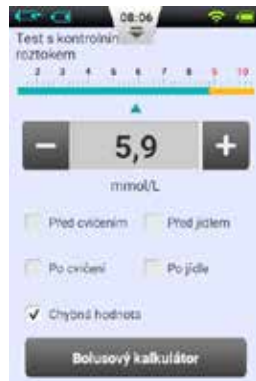 08:06
Test s kontrolním
roztokem
2 3 4 5 6 7 8 9 10
5,9
mmol/L
Před cvičením Před jídlem
Po cvičení Po jídle
Chybná hodnota
Bolusový kalkulátor